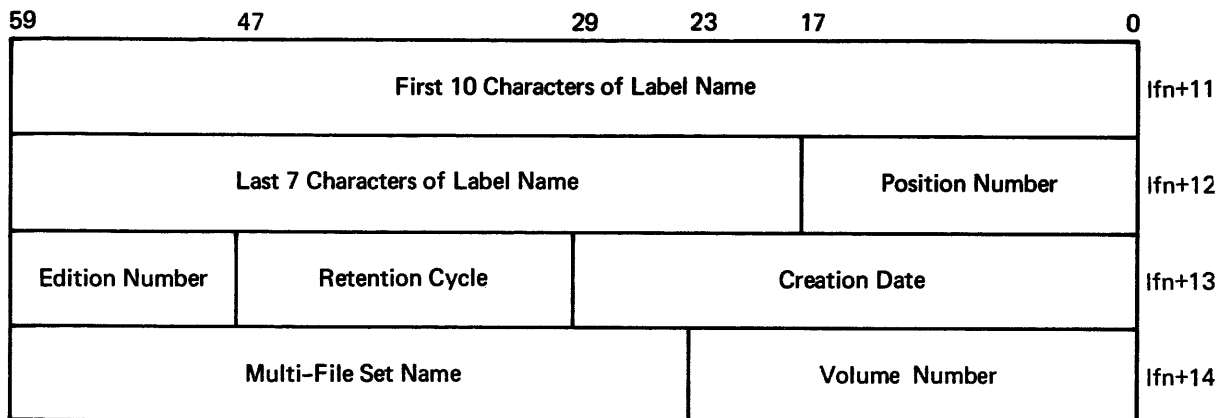 59 47 29 23 17 0
First 10 Characters of Label Name lfn+11
Last 7 Characters of Label Name Position Number lfn+12
Edition Number Retention Cycle Creation Date lfn+13
Multi-File Set Name Volume Number lfn+14